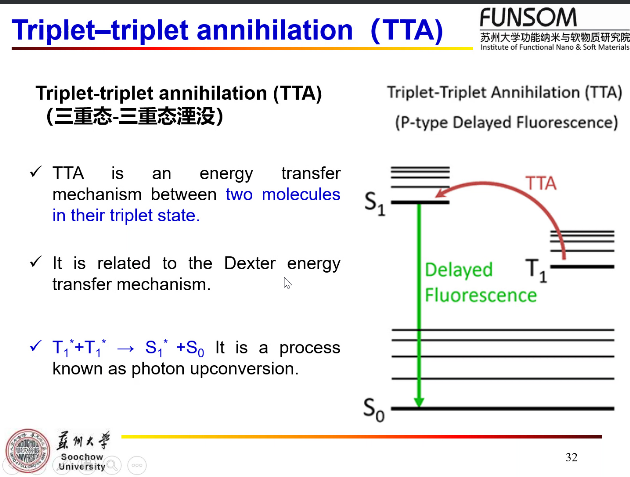 Triplet–triplet annihilation（TTA)
FUNSOM
苏州大学功能纳米与软物质研究院
Institute of Functional Nano & Soft Materials
Triplet-triplet annihilation (TTA)
（三重态-三重态湮没）
✓ TTA is an energy transfer
mechanism between two molecules
in their triplet state.
✓ It is related to the Dexter energy
transfer mechanism.
✓ T₁*+T₁* → S₁* +S₀ It is a process
known as photon upconversion.
Triplet-Triplet Annihilation (TTA)
(P-type Delayed Fluorescence)
TTA
S₁
T₁
Delayed
Fluorescence
S₀
蘇州大學
Soochow
University
32